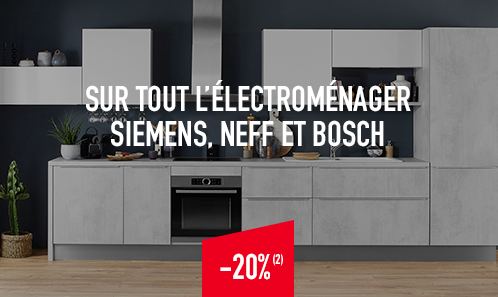 SUR TOUT L'ÉLECTROMÉNAGER
SIEMENS, NEFF ET BOSCH
-20%(2)